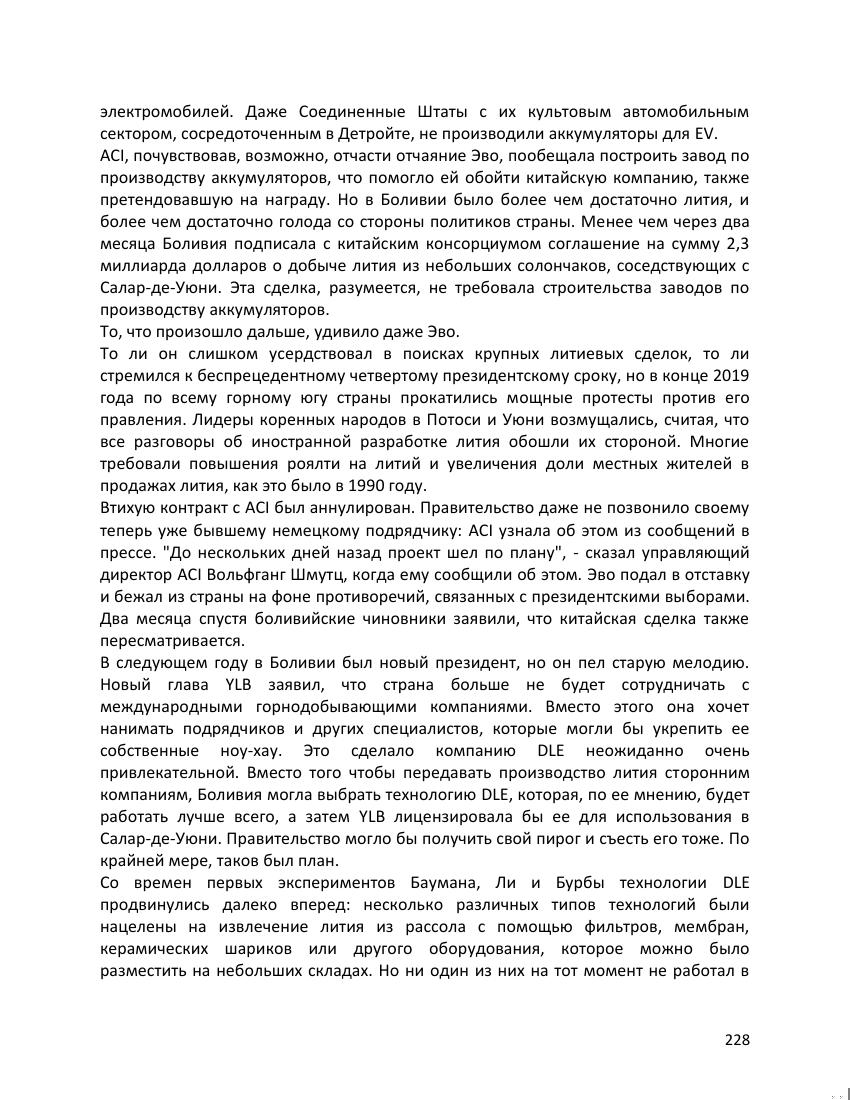 электромобилей. Даже Соединенные Штаты с их культовым автомобильным
сектором, сосредоточенным в Детройте, не производили аккумуляторы для EV.
ACI, почувствовав, возможно, отчасти отчаяние Эво, пообещала построить завод по
производству аккумуляторов, что помогло ей обойти китайскую компанию, также
претендовавшую на награду. Но в Боливии было более чем достаточно лития, и
более чем достаточно голода со стороны политиков страны. Менее чем через два
месяца Боливия подписала с китайским консорциумом соглашение на сумму 2,3
миллиарда долларов о добыче лития из небольших солончаков, соседствующих с
Салар-де-Уюни. Эта сделка, разумеется, не требовала строительства заводов по
производству аккумуляторов.
То, что произошло дальше, удивило даже Эво.
То ли он слишком усердствовал в поисках крупных литиевых сделок, то ли
стремился к беспрецедентному четвертому президентскому сроку, но в конце 2019
года по всему горному югу страны прокатились мощные протесты против его
правления. Лидеры коренных народов в Потоси и Уюни возмущались, считая, что
все разговоры об иностранной разработке лития обошли их стороной. Многие
требовали повышения роялти на литий и увеличения доли местных жителей в
продажах лития, как это было в 1990 году.
Втихую контракт с ACI был аннулирован. Правительство даже не позвонило своему
теперь уже бывшему немецкому подрядчику: ACI узнала об этом из сообщений в
прессе. "До нескольких дней назад проект шел по плану", - сказал управляющий
директор ACI Вольфганг Шмутц, когда ему сообщили об этом. Эво подал в отставку
и бежал из страны на фоне противоречий, связанных с президентскими выборами.
Два месяца спустя боливийские чиновники заявили, что китайская сделка также
пересматривается.
В следующем году в Боливии был новый президент, но он пел старую мелодию.
Новый глава YLB заявил, что страна больше не будет сотрудничать с
международными горнодобывающими компаниями. Вместо этого она хочет
нанимать подрядчиков и других специалистов, которые могли бы укрепить ее
собственные ноу-хау. Это сделало компанию DLE неожиданно очень
привлекательной. Вместо того чтобы передавать производство лития сторонним
компаниям, Боливия могла выбрать технологию DLE, которая, по ее мнению, будет
работать лучше всего, а затем YLB лицензировала бы ее для использования в
Салар-де-Уюни. Правительство могло бы получить свой пирог и съесть его тоже. По
крайней мере, таков был план.
Со времен первых экспериментов Баумана, Ли и Бурбы технологии DLE
продвинулись далеко вперед: несколько различных типов технологий были
нацелены на извлечение лития из рассола с помощью фильтров, мембран,
керамических шариков или другого оборудования, которое можно было
разместить на небольших складах. Но ни один из них на тот момент не работал в
228